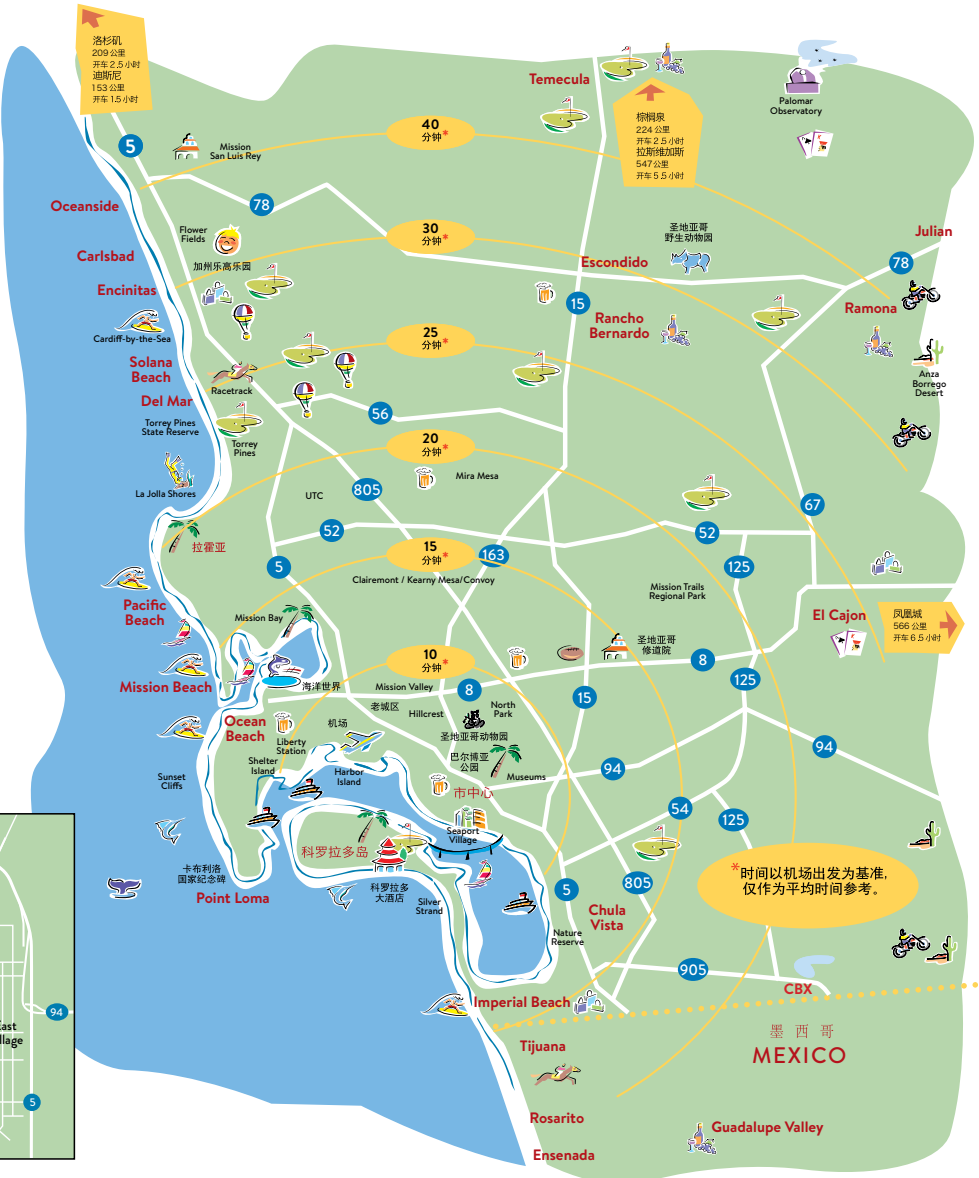 洛杉矶
209 公里
开车 2.5 小时
迪斯尼
153 公里
开车 1.5 小时
Temecula
棕榈泉
224 公里
开车 2.5 小时
拉斯维加斯
547 公里
开车 5.5 小时
Palomar
Observatory
40
分钟*
5
Mission
San Luis Rey
Oceanside
78
Flower
Fields
30
分钟*
圣地亚哥
野生动物园
Julian
Carlsbad
加州乐高乐园
Escondido
78
Encinitas
15
Ramona
Cardiff-by-the-Sea
Rancho
Bernardo
25
分钟*
Solana
Beach
Racetrack
Anza
Borrego
Desert
Del Mar
56
Torrey Pines
State Reserve
Torrey
Pines
20
分钟*
Mira Mesa
La Jolla Shores
UTC
805
67
52
52
拉霍亚
15
分钟*
163
5
125
Clairemont / Kearny Mesa/Convoy
Mission Trails
Regional Park
Pacific
Beach
Mission Bay
El Cajon
凤凰城
566 公里
开车 6.5 小时
圣地亚哥
修道院
10
分钟*
8
Mission Beach
海洋世界
Mission Valley
8
125
15
老城区
Hillcrest
North
Park
Ocean
Beach
机场
圣地亚哥动物园
Liberty
Station
94
Shelter
Island
Harbor
Island
巴尔博亚
公园
Museums
94
Sunset
Cliffs
市中心
54
125
Seaport
Village
科罗拉多岛
*时间以机场出发为基准,
仅作为平均时间参考。
卡布利洛
国家纪念碑
科罗拉多
大酒店
5
805
Point Loma
Silver
Strand
Chula
Vista
Nature
Reserve
905
CBX
Imperial Beach
94
East
Village
墨西哥
MEXICO
Tijuana
5
Rosarito
Guadalupe Valley
Ensenada